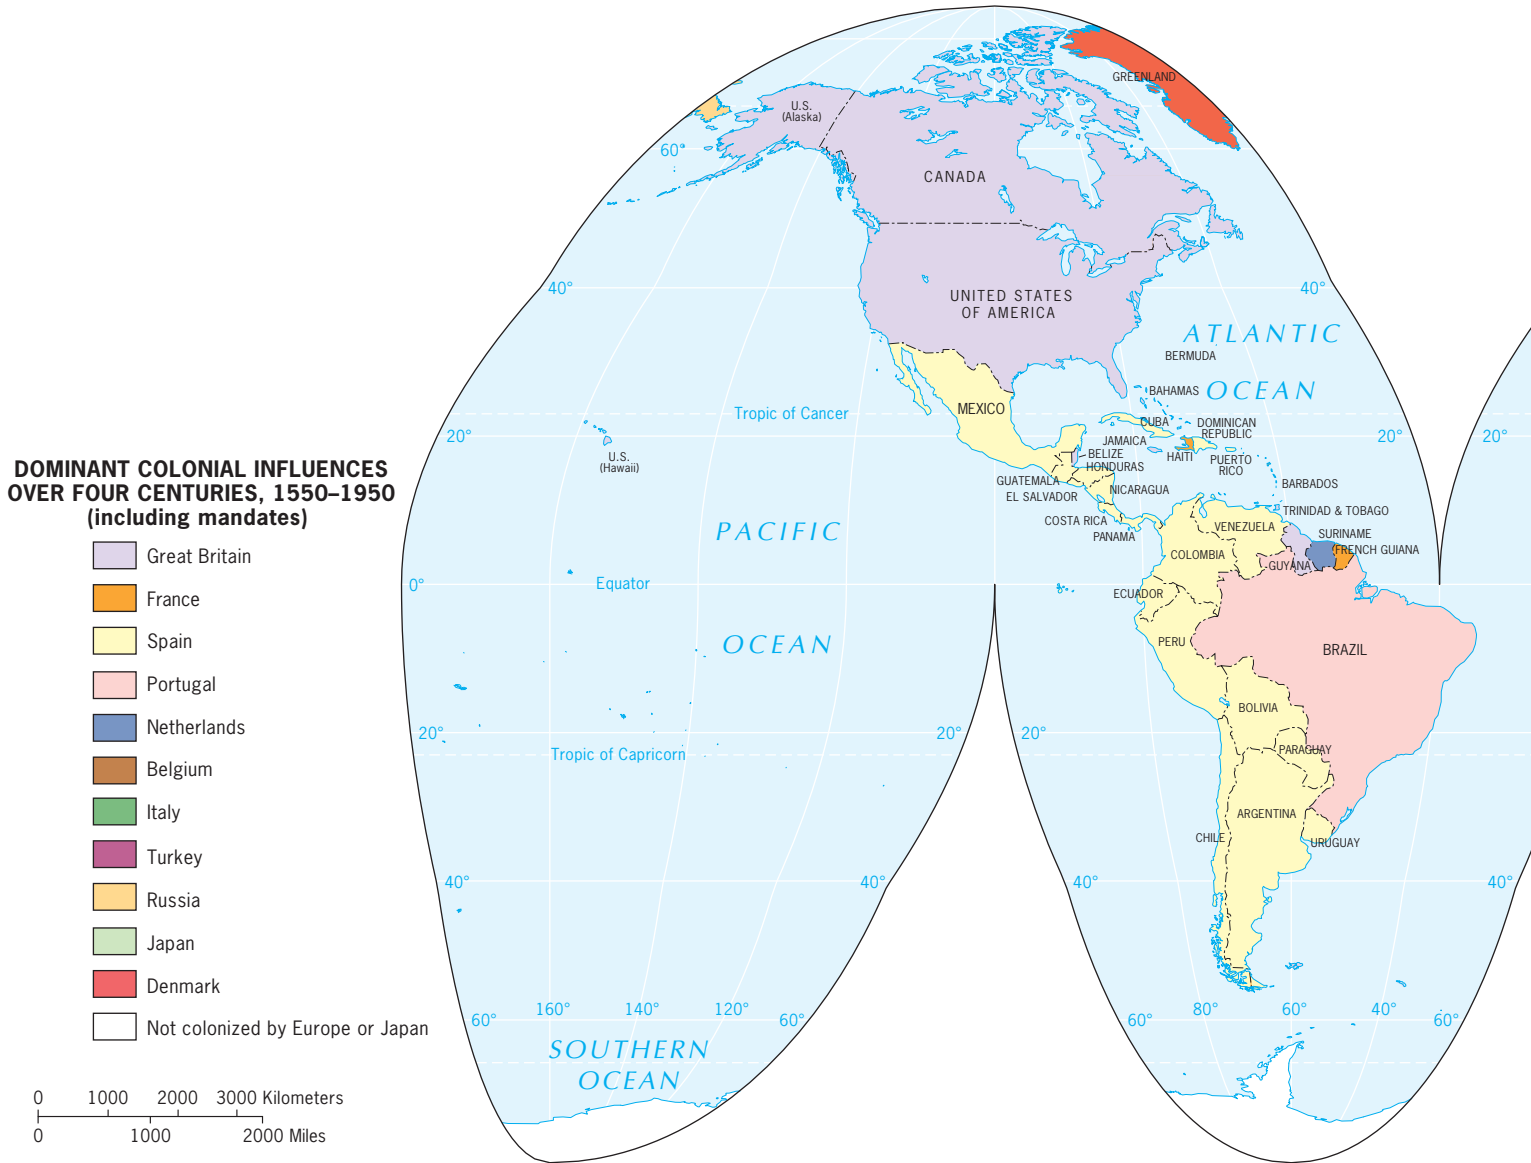 DOMINANT COLONIAL INFLUENCES
OVER FOUR CENTURIES, 1550–1950
(including mandates)
Great Britain
France
Spain
Portugal
Netherlands
Belgium
Italy
Turkey
Russia
Japan
Denmark
Not colonized by Europe or Japan
0 1000 2000 3000 Kilometers
0 1000 2000 Miles
GREENLAND
U.S.
(Alaska)
60°
CANADA
40°
UNITED STATES
OF AMERICA
40°
ATLANTIC
OCEAN
BERMUDA
BAHAMAS
Tropic of Cancer
MEXICO
CUBA
DOMINICAN
REPUBLIC
20°
20°
20°
U.S.
(Hawaii)
JAMAICA
HAITI
PUERTO
RICO
BELIZE
HONDURAS
GUATEMALA
EL SALVADOR
NICARAGUA
BARBADOS
COSTA RICA
PANAMA
TRINIDAD & TOBAGO
VENEZUELA
SURINAME
FRENCH GUIANA
COLOMBIA
GUYANA
PACIFIC
OCEAN
0°
Equator
ECUADOR
PERU
BRAZIL
BOLIVIA
20°
20°
20°
Tropic of Capricorn
PARAGUAY
ARGENTINA
CHILE
URUGUAY
40°
40°
40°
40°
60°
160°
140°
120°
60°
60°
80°
60°
40°
60°
SOUTHERN
OCEAN